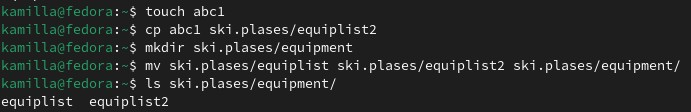 kamilla@fedora:~$ touch abc1
kamilla@fedora:~$ cp abc1 ski.plases/equiplist2
kamilla@fedora:~$ mkdir ski.plases/equipment
kamilla@fedora:~$ mv ski.plases/equiplist ski.plases/equiplist2 ski.plases/equipment/
kamilla@fedora:~$ ls ski.plases/equipment/
equiplist  equiplist2